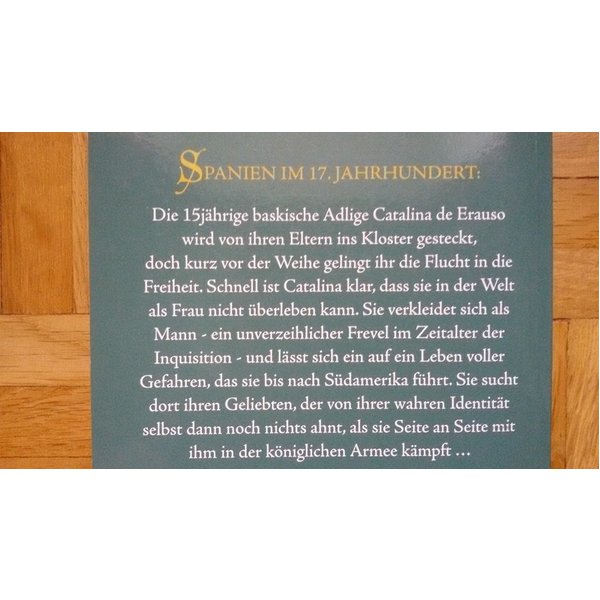 SPANIEN IM 17. JAHRHUNDERT:
Die 15jährige baskische Adlige Catalina de Erauso
wird von ihren Eltern ins Kloster gesteckt,
doch kurz vor der Weihe gelingt ihr die Flucht in die
Freiheit. Schnell ist Catalina klar, dass sie in der Welt
als Frau nicht überleben kann. Sie verkleidet sich als
Mann - ein unverzeihlicher Frevel im Zeitalter der
Inquisition - und lässt sich ein auf ein Leben voller
Gefahren, das sie bis nach Südamerika führt. Sie sucht
dort ihren Geliebten, der von ihrer wahren Identität
selbst dann noch nichts ahnt, als sie Seite an Seite mit
ihm in der königlichen Armee kämpft ...